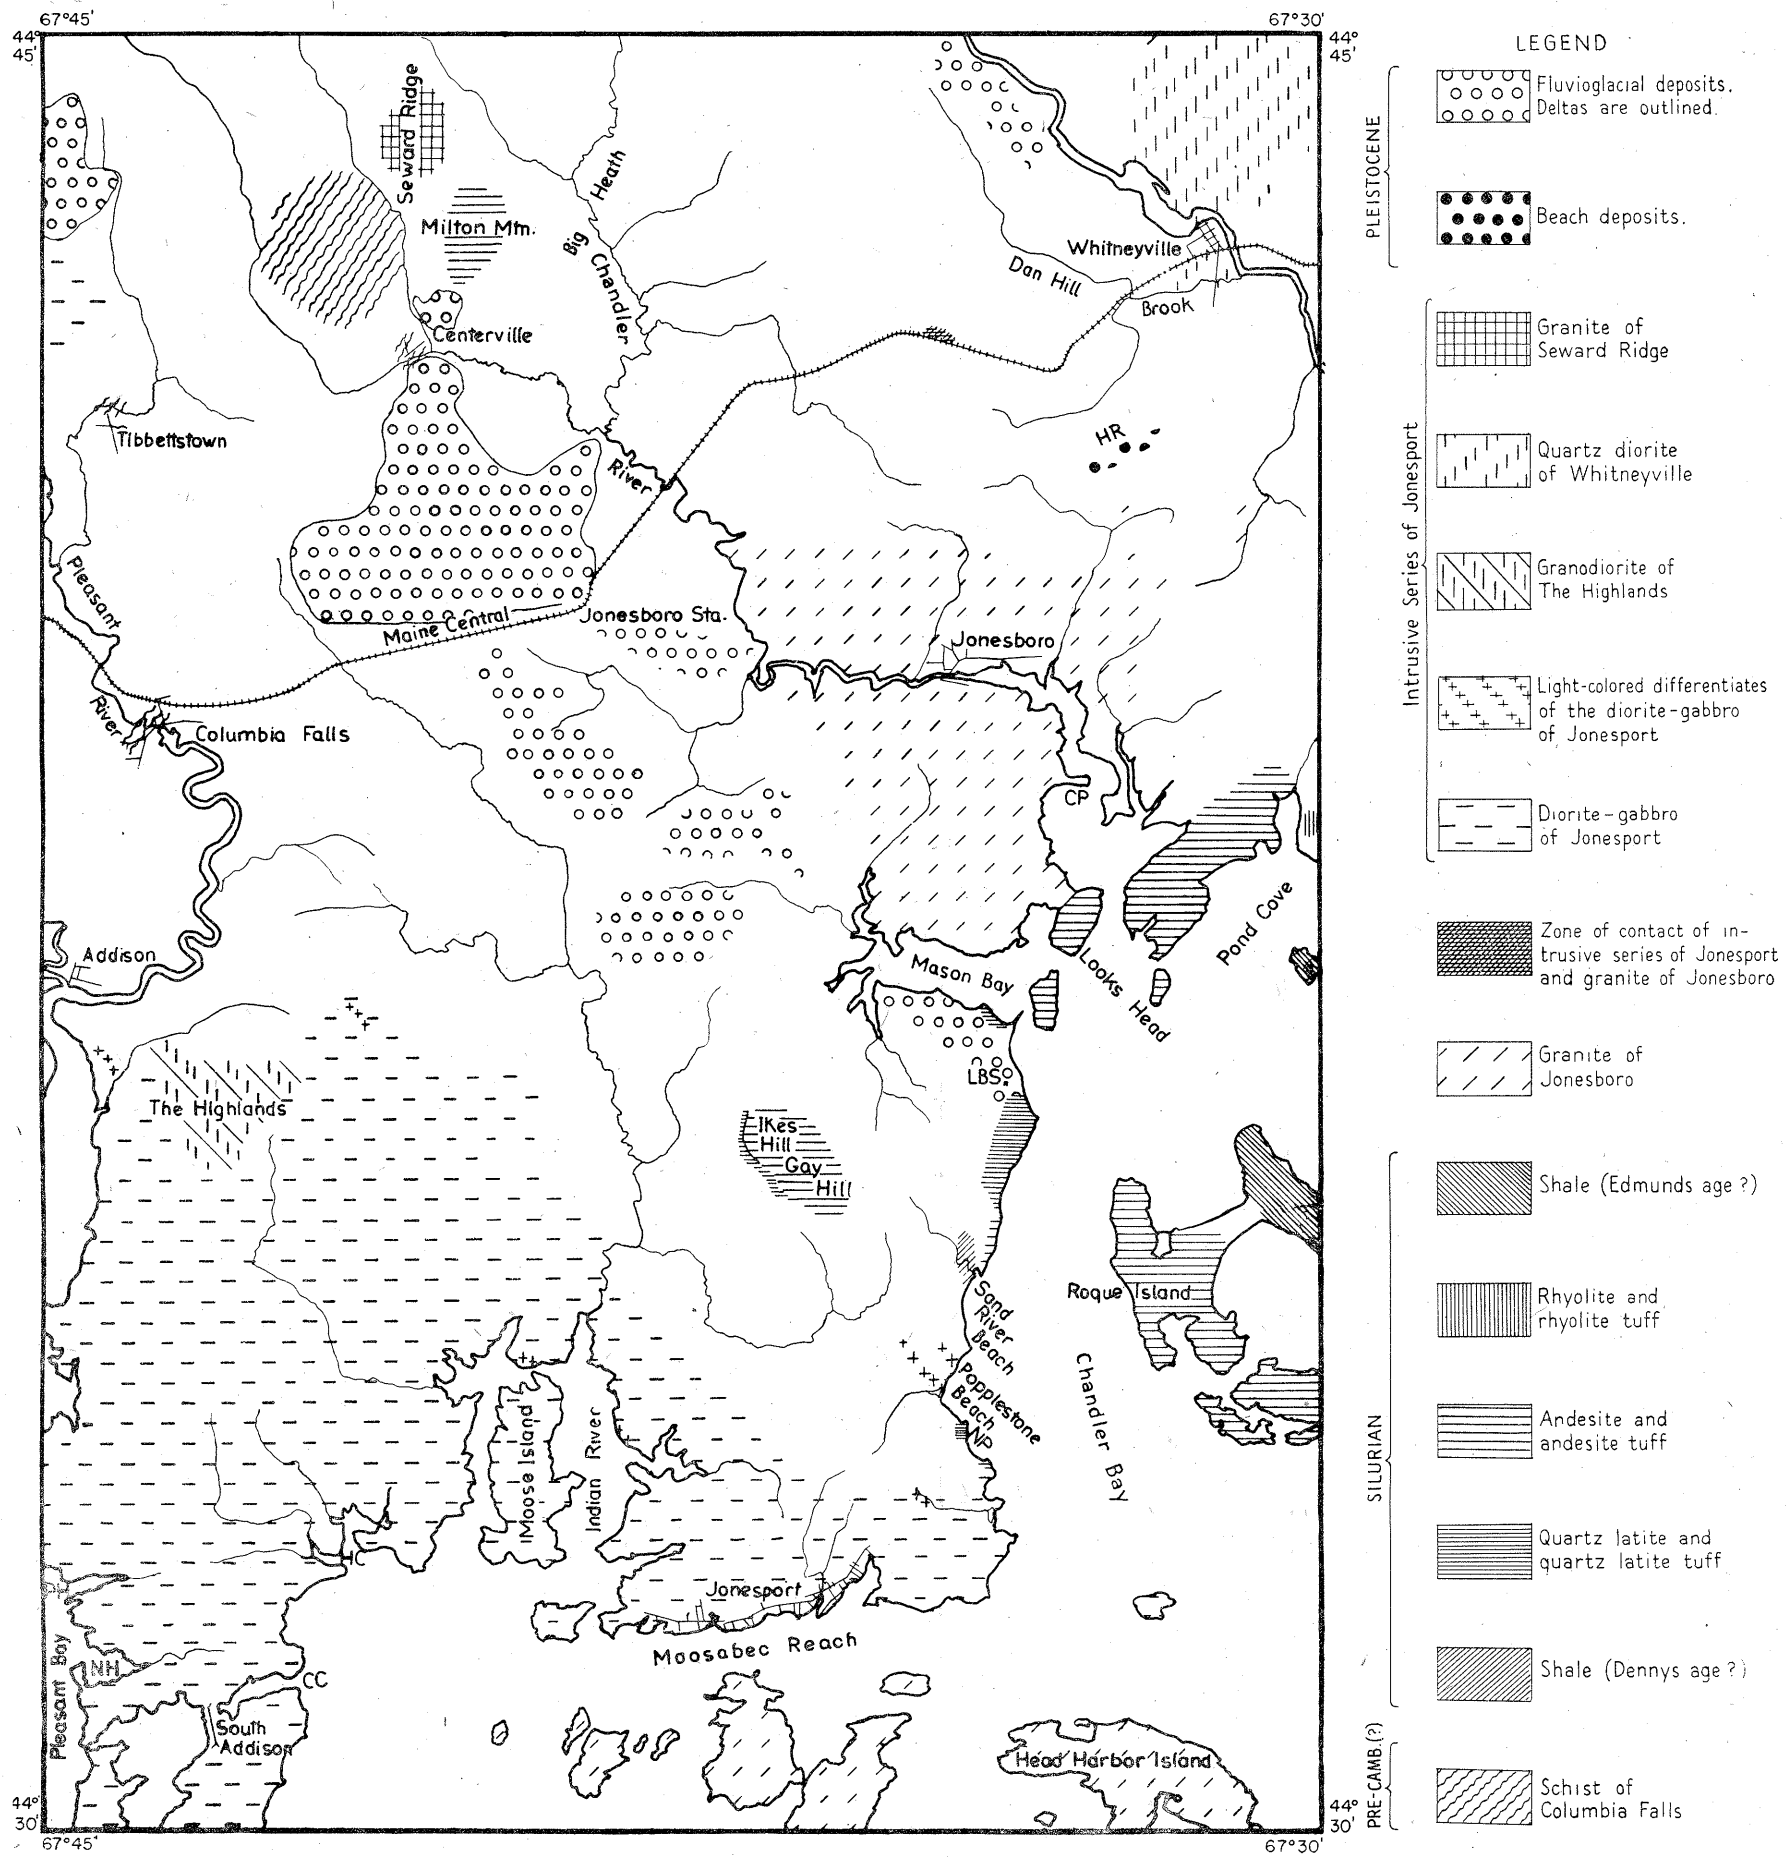 67°45'
67°30'
44°
45'
44°
45'
LEGEND
PLEISTOCENE
Fluvioglacial deposits.
Deltas are outlined.
Beach deposits.
Intrusive Series of Jonesport
Granite of
Seward Ridge
Quartz diorite
of Whitneyville
Granodiorite of
The Highlands
Light-colored differentiates
of the diorite-gabbro
of Jonesport
Diorite-gabbro
of Jonesport
Zone of contact of in-
trusive series of Jonesport
and granite of Jonesboro
Granite of
Jonesboro
SILURIAN
Shale (Edmunds age ?)
Rhyolite and
rhyolite tuff
Andesite and
andesite tuff
Quartz latite and
quartz latite tuff
Shale (Dennys age ?)
PRE-CAMB.(?)
Schist of
Columbia Falls
Seward Ridge
Heath
Milton Mtn.
Big
Chandler
River
Whitneyville
Dan Hill
Brook
Centerville
Tibbettstown
HR
Pleasant
River
Maine Central
Jonesboro Sta.
Jonesboro
Columbia Falls
CP
Addison
Mason Bay
Looks
Head
Pond Cove
LBS
The Highlands
Ikes
Hill
Gay
Hill
Roque Island
Sand
River
Beach
Popplestone
Beach
NP
Chandler Bay
Moose Island
Indian River
HC
Jonesport
Moosabec Reach
Pleasant Bay
NH
CC
South
Addison
Head Harbor Island
44°
30'
44°
30'
67°45'
67°30'